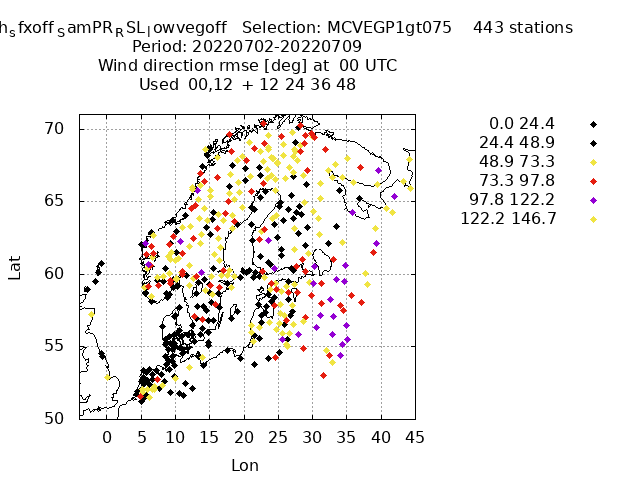 h_sfxoff_SamPR_RSL_lowvegoff   Selection: MCVEGP1gt075    443 stations
Period: 20220702-20220709
Wind direction rmse [deg] at  00 UTC
Used  00,12  + 12 24 36 48
0.0 24.4
24.4 48.9
48.9 73.3
73.3 97.8
97.8 122.2
122.2 146.7
70
65
60
55
50
Lat
0 5 10 15 20 25 30 35 40 45
Lon